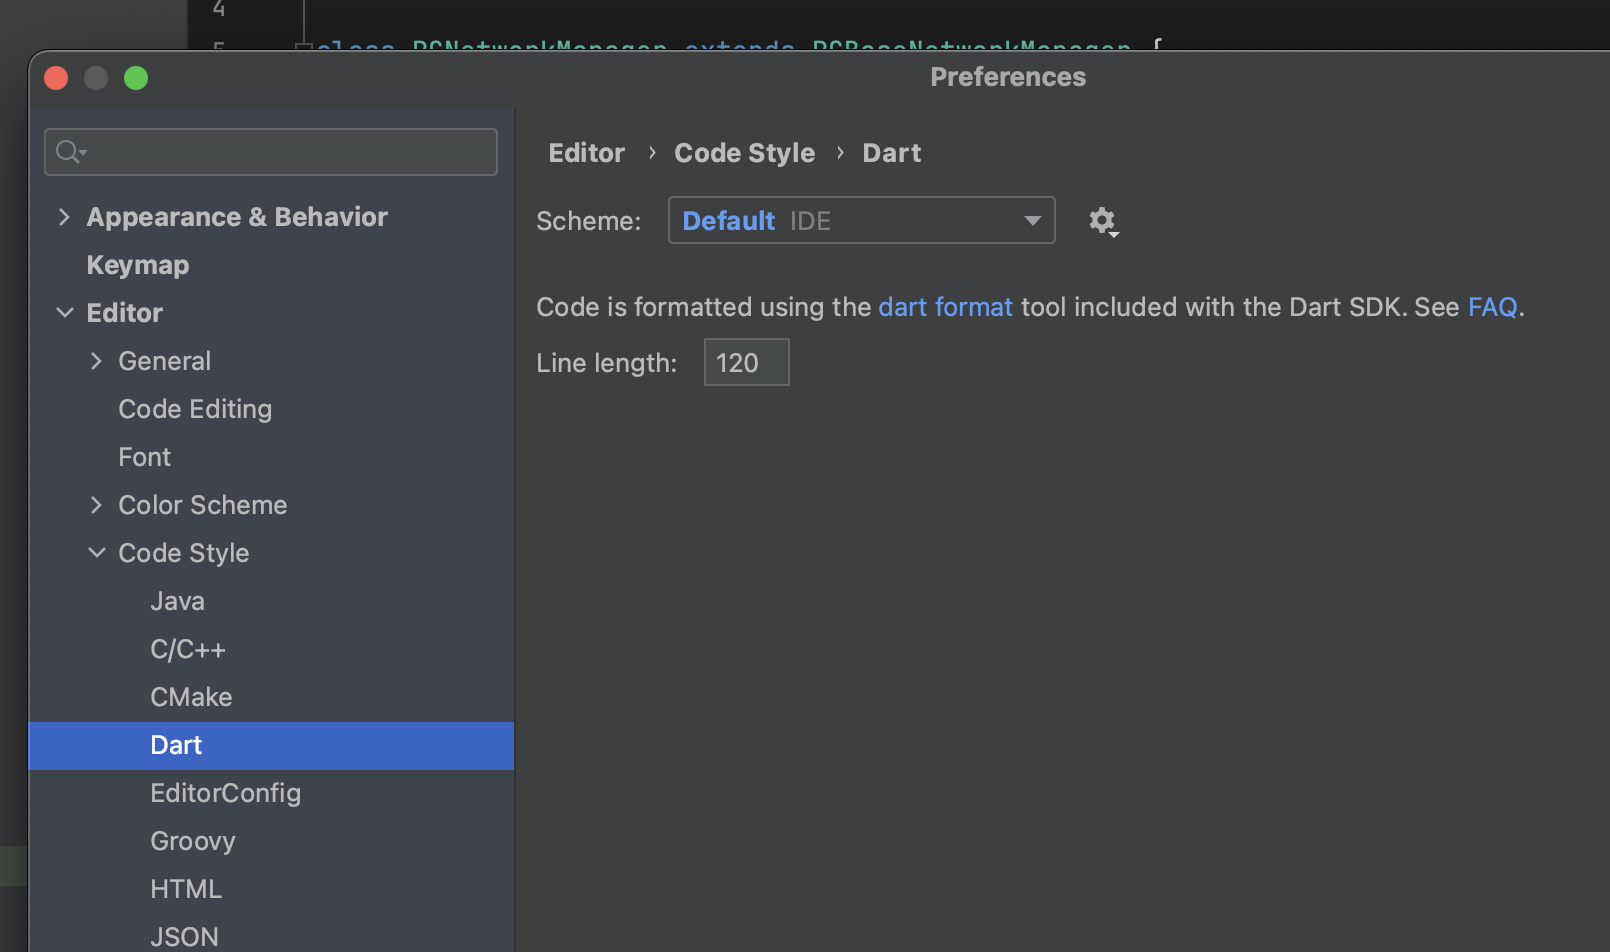 4
5
class PGNetworkManager extends PGBaseNetworkManager {
Preferences
Appearance & Behavior
Keymap
Editor
General
Code Editing
Font
Color Scheme
Code Style
Java
C/C++
CMake
Dart
EditorConfig
Groovy
HTML
JSON
Editor › Code Style › Dart
Scheme: Default IDE
Code is formatted using the dart format tool included with the Dart SDK. See FAQ.
Line length: 120